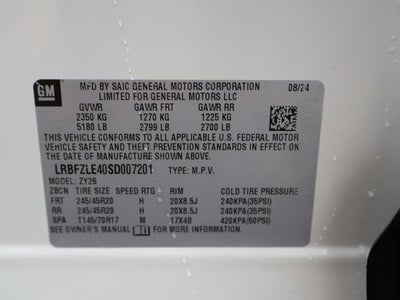 GM
MFD BY SAIC GENERAL MOTORS CORPORATION 08/24
LIMITED FOR GENERAL MOTORS LLC
GVWR GAWR FRT GAWR RR
2350 KG 1270 KG 1225 KG
5180 LB 2799 LB 2700 LB
THIS VEHICLE CONFORMS TO ALL APPLICABLE U.S. FEDERAL MOTOR
VEHICLE SAFETY AND THEFT PREVENTION STANDARDS IN EFFECT ON
THE DATE OF MANUFACTURE SHOWN ABOVE.
LRBFZLE40SD007201 TYPE: M.P.V.
MODEL: ZY26
ZB2N TIRE SIZE SPEED RTG RIM COLD TIRE PRESSURE
FRT 245/45R20 H 20X8.5J 240KPA(35PSI)
RR 245/45R20 H 20X8.5J 240KPA(35PSI)
SPA T145/70R17 M 17X4B 420KPA(60PSI)
SEE OWNER'S MANUAL FOR MORE INFORMATION.